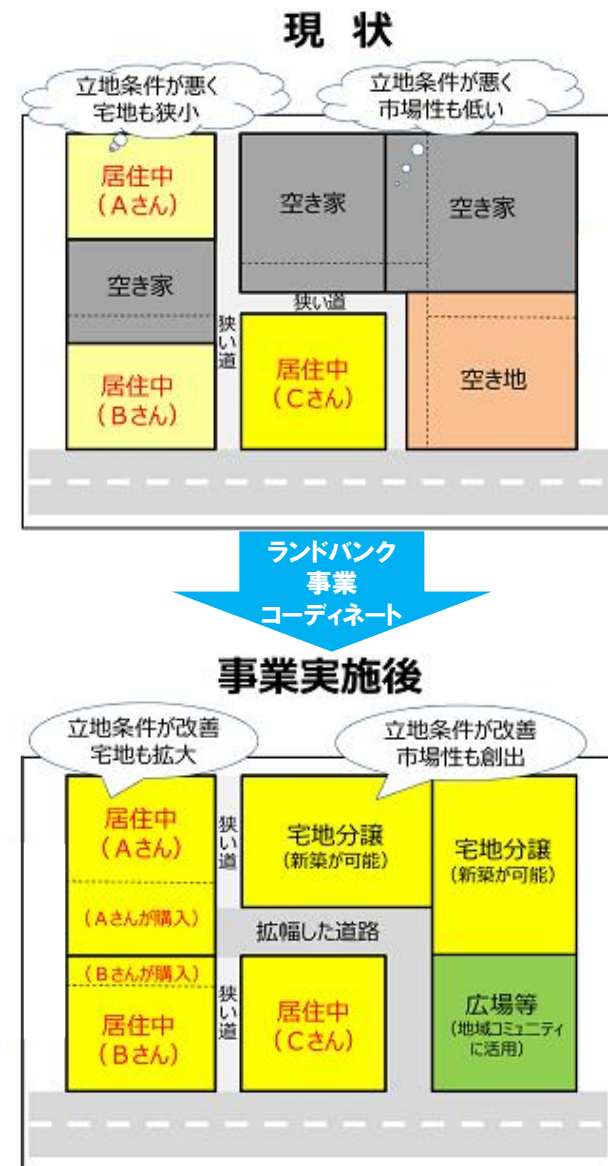 現 状
立地条件が悪く
宅地も狭小
立地条件が悪く
市場性も低い
居住中
(Aさん)
空き家
空き家
空き家
狭い道
狭い道
居住中
(Bさん)
居住中
(Cさん)
空き地
ランドバンク
事業
コーディネート
事業実施後
立地条件が改善
宅地も拡大
立地条件が改善
市場性も創出
居住中
(Aさん)
狭い道
宅地分譲
(新築が可能)
宅地分譲
(新築が可能)
(Aさんが購入)
拡幅した道路
(Bさんが購入)
狭い道
居住中
(Bさん)
居住中
(Cさん)
広場等
(地域コミュニティ
に活用)